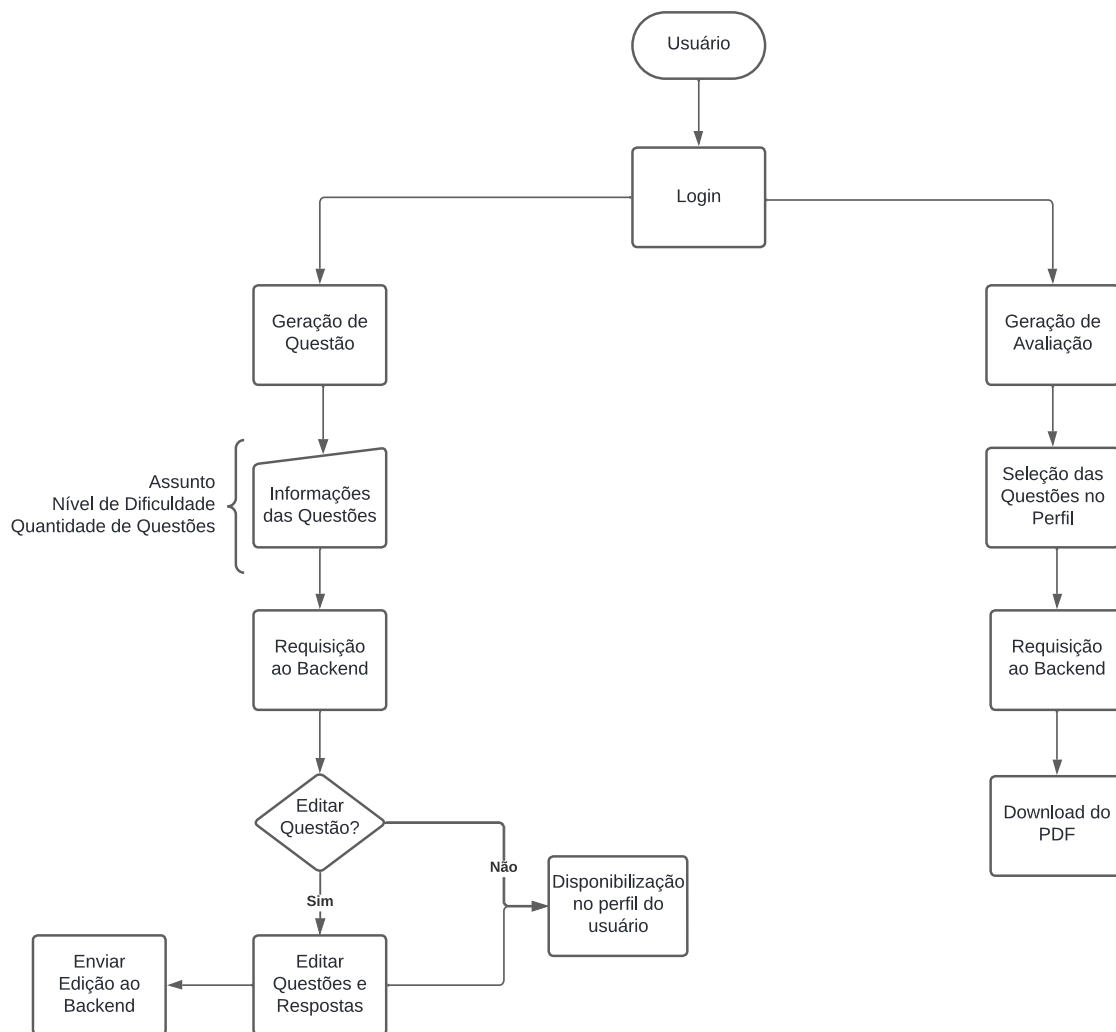 Usuário
Login
Geração de
Questão
Geração de
Avaliação
Assunto
Nível de Dificuldade
Quantidade de Questões
Informações
das Questões
Seleção das
Questões no
Perfil
Requisição
ao Backend
Requisição
ao Backend
Editar
Questão?
Não
Sim
Download do
PDF
Disponibilização
no perfil do
usuário
Enviar
Edição ao
Backend
Editar
Questões e
Respostas